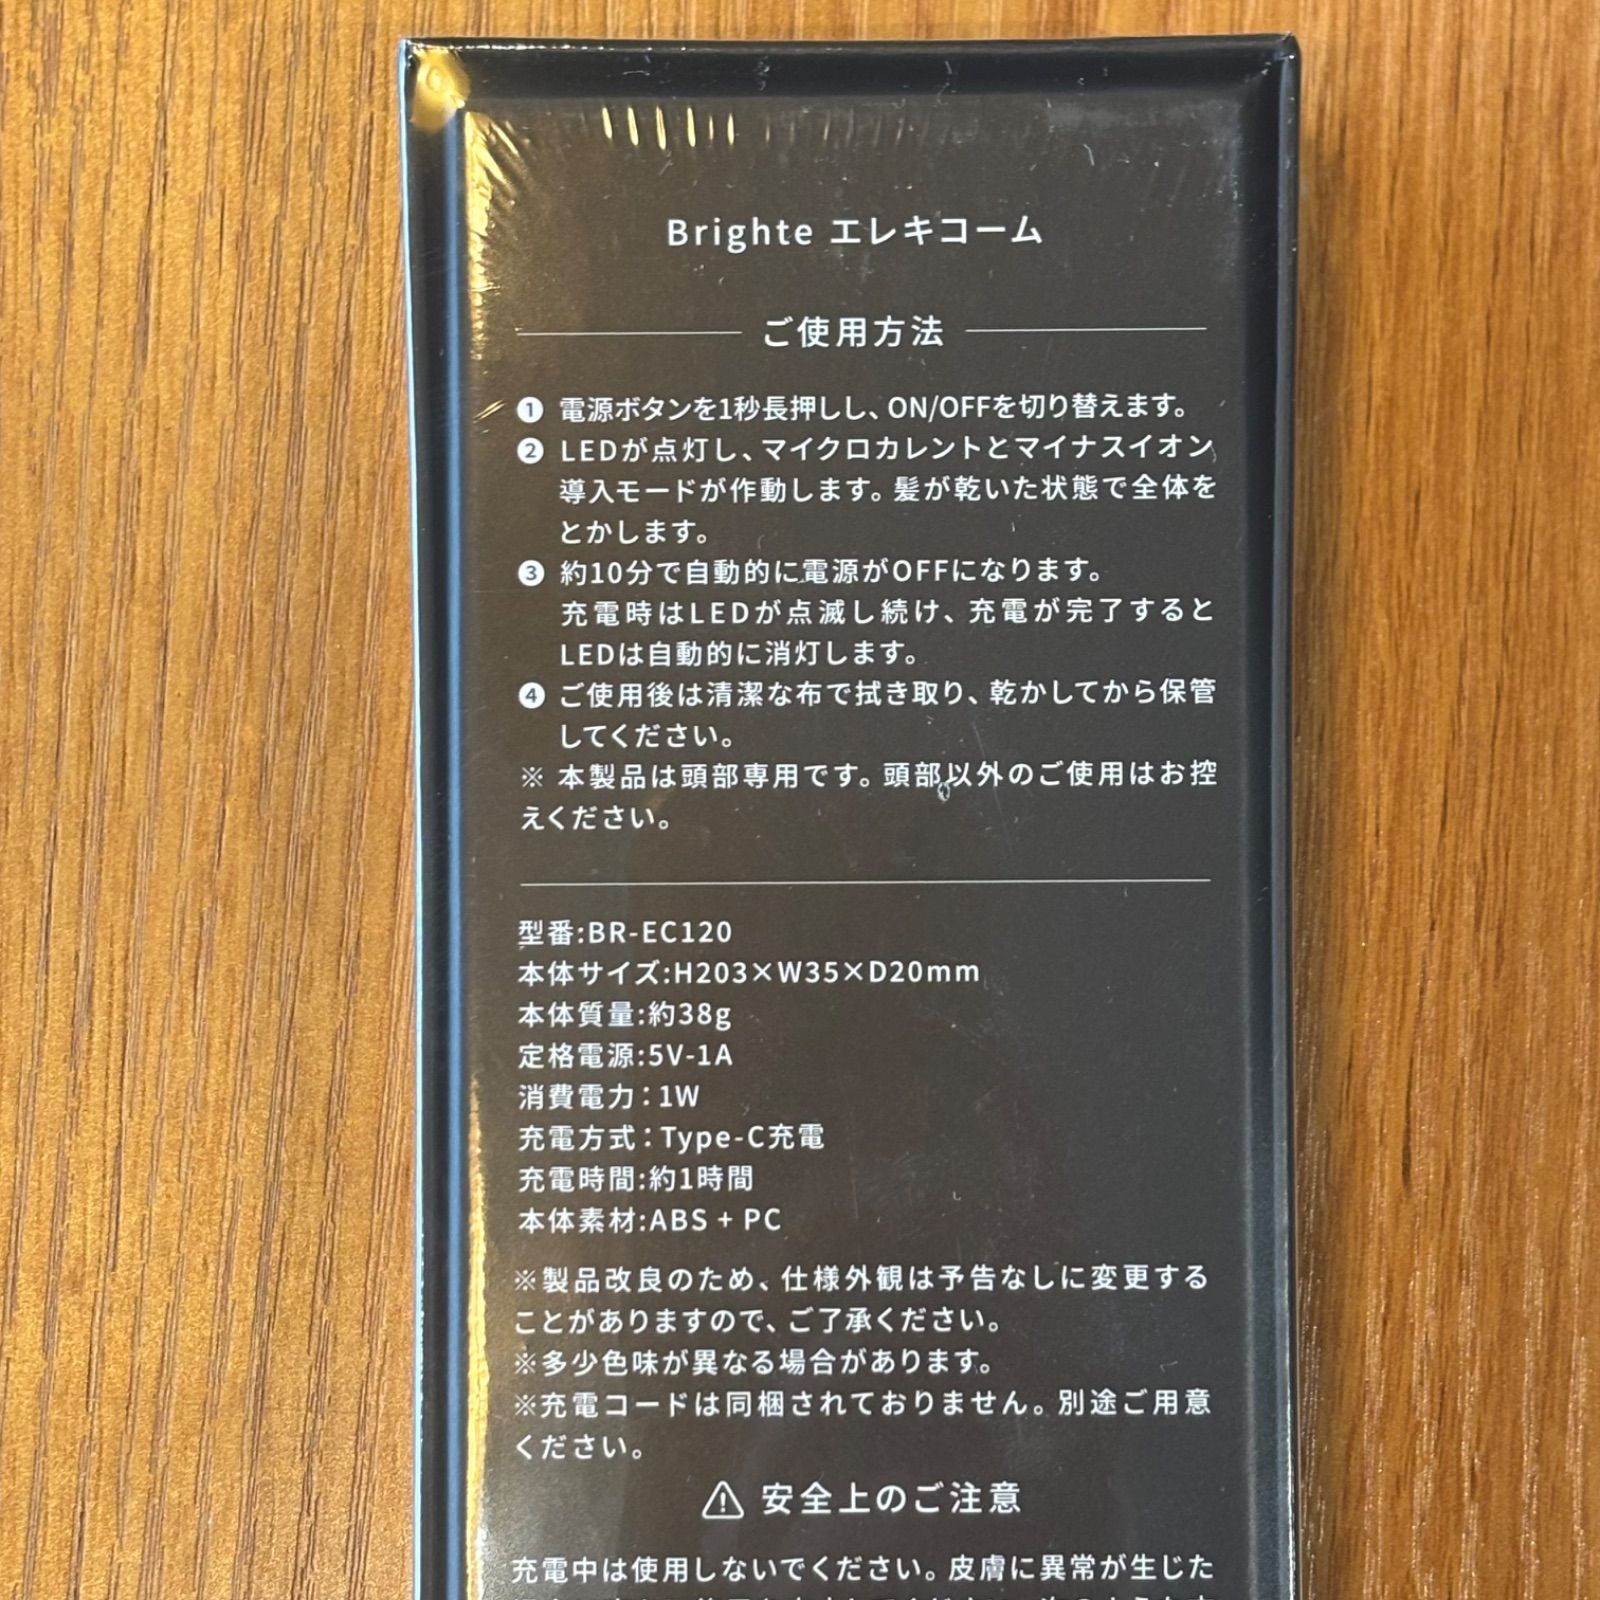 Brighte エレキコーム
ご使用方法
❶ 電源ボタンを1秒長押しし、ON/OFFを切り替えます。
❷ LEDが点灯し、マイクロカレントとマイナスイオン
導入モードが作動します。髪が乾いた状態で全体を
とかします。
❸ 約10分で自動的に電源がOFFになります。
充電時はLEDが点滅し続け、充電が完了すると
LEDは自動的に消灯します。
❹ ご使用後は清潔な布で拭き取り、乾かしてから保管
してください。
※ 本製品は頭部専用です。頭部以外のご使用はお控
えください。
型番:BR-EC120
本体サイズ:H203×W35×D20mm
本体質量:約38g
定格電源:5V-1A
消費電力：1W
充電方式：Type-C充電
充電時間:約1時間
本体素材:ABS + PC
※製品改良のため、仕様外観は予告なしに変更する
ことがありますので、ご了承ください。
※多少色味が異なる場合があります。
※充電コードは同梱されておりません。別途ご用意
ください。
⚠ 安全上のご注意
充電中は使用しないでください。皮膚に異常が生じた